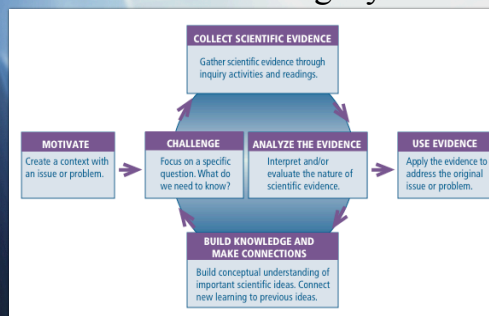 COLLECT SCIENTIFIC EVIDENCE
Gather scientific evidence through
inquiry activities and readings.
MOTIVATE
Create a context with
an issue or problem.
CHALLENGE
Focus on a specific
question. What do
we need to know?
ANALYZE THE EVIDENCE
Interpret and/or
evaluate the nature of
scientific evidence.
USE EVIDENCE
Apply the evidence to
address the original
issue or problem.
BUILD KNOWLEDGE AND
MAKE CONNECTIONS
Build conceptual understanding of
important scientific ideas. Connect
new learning to previous ideas.